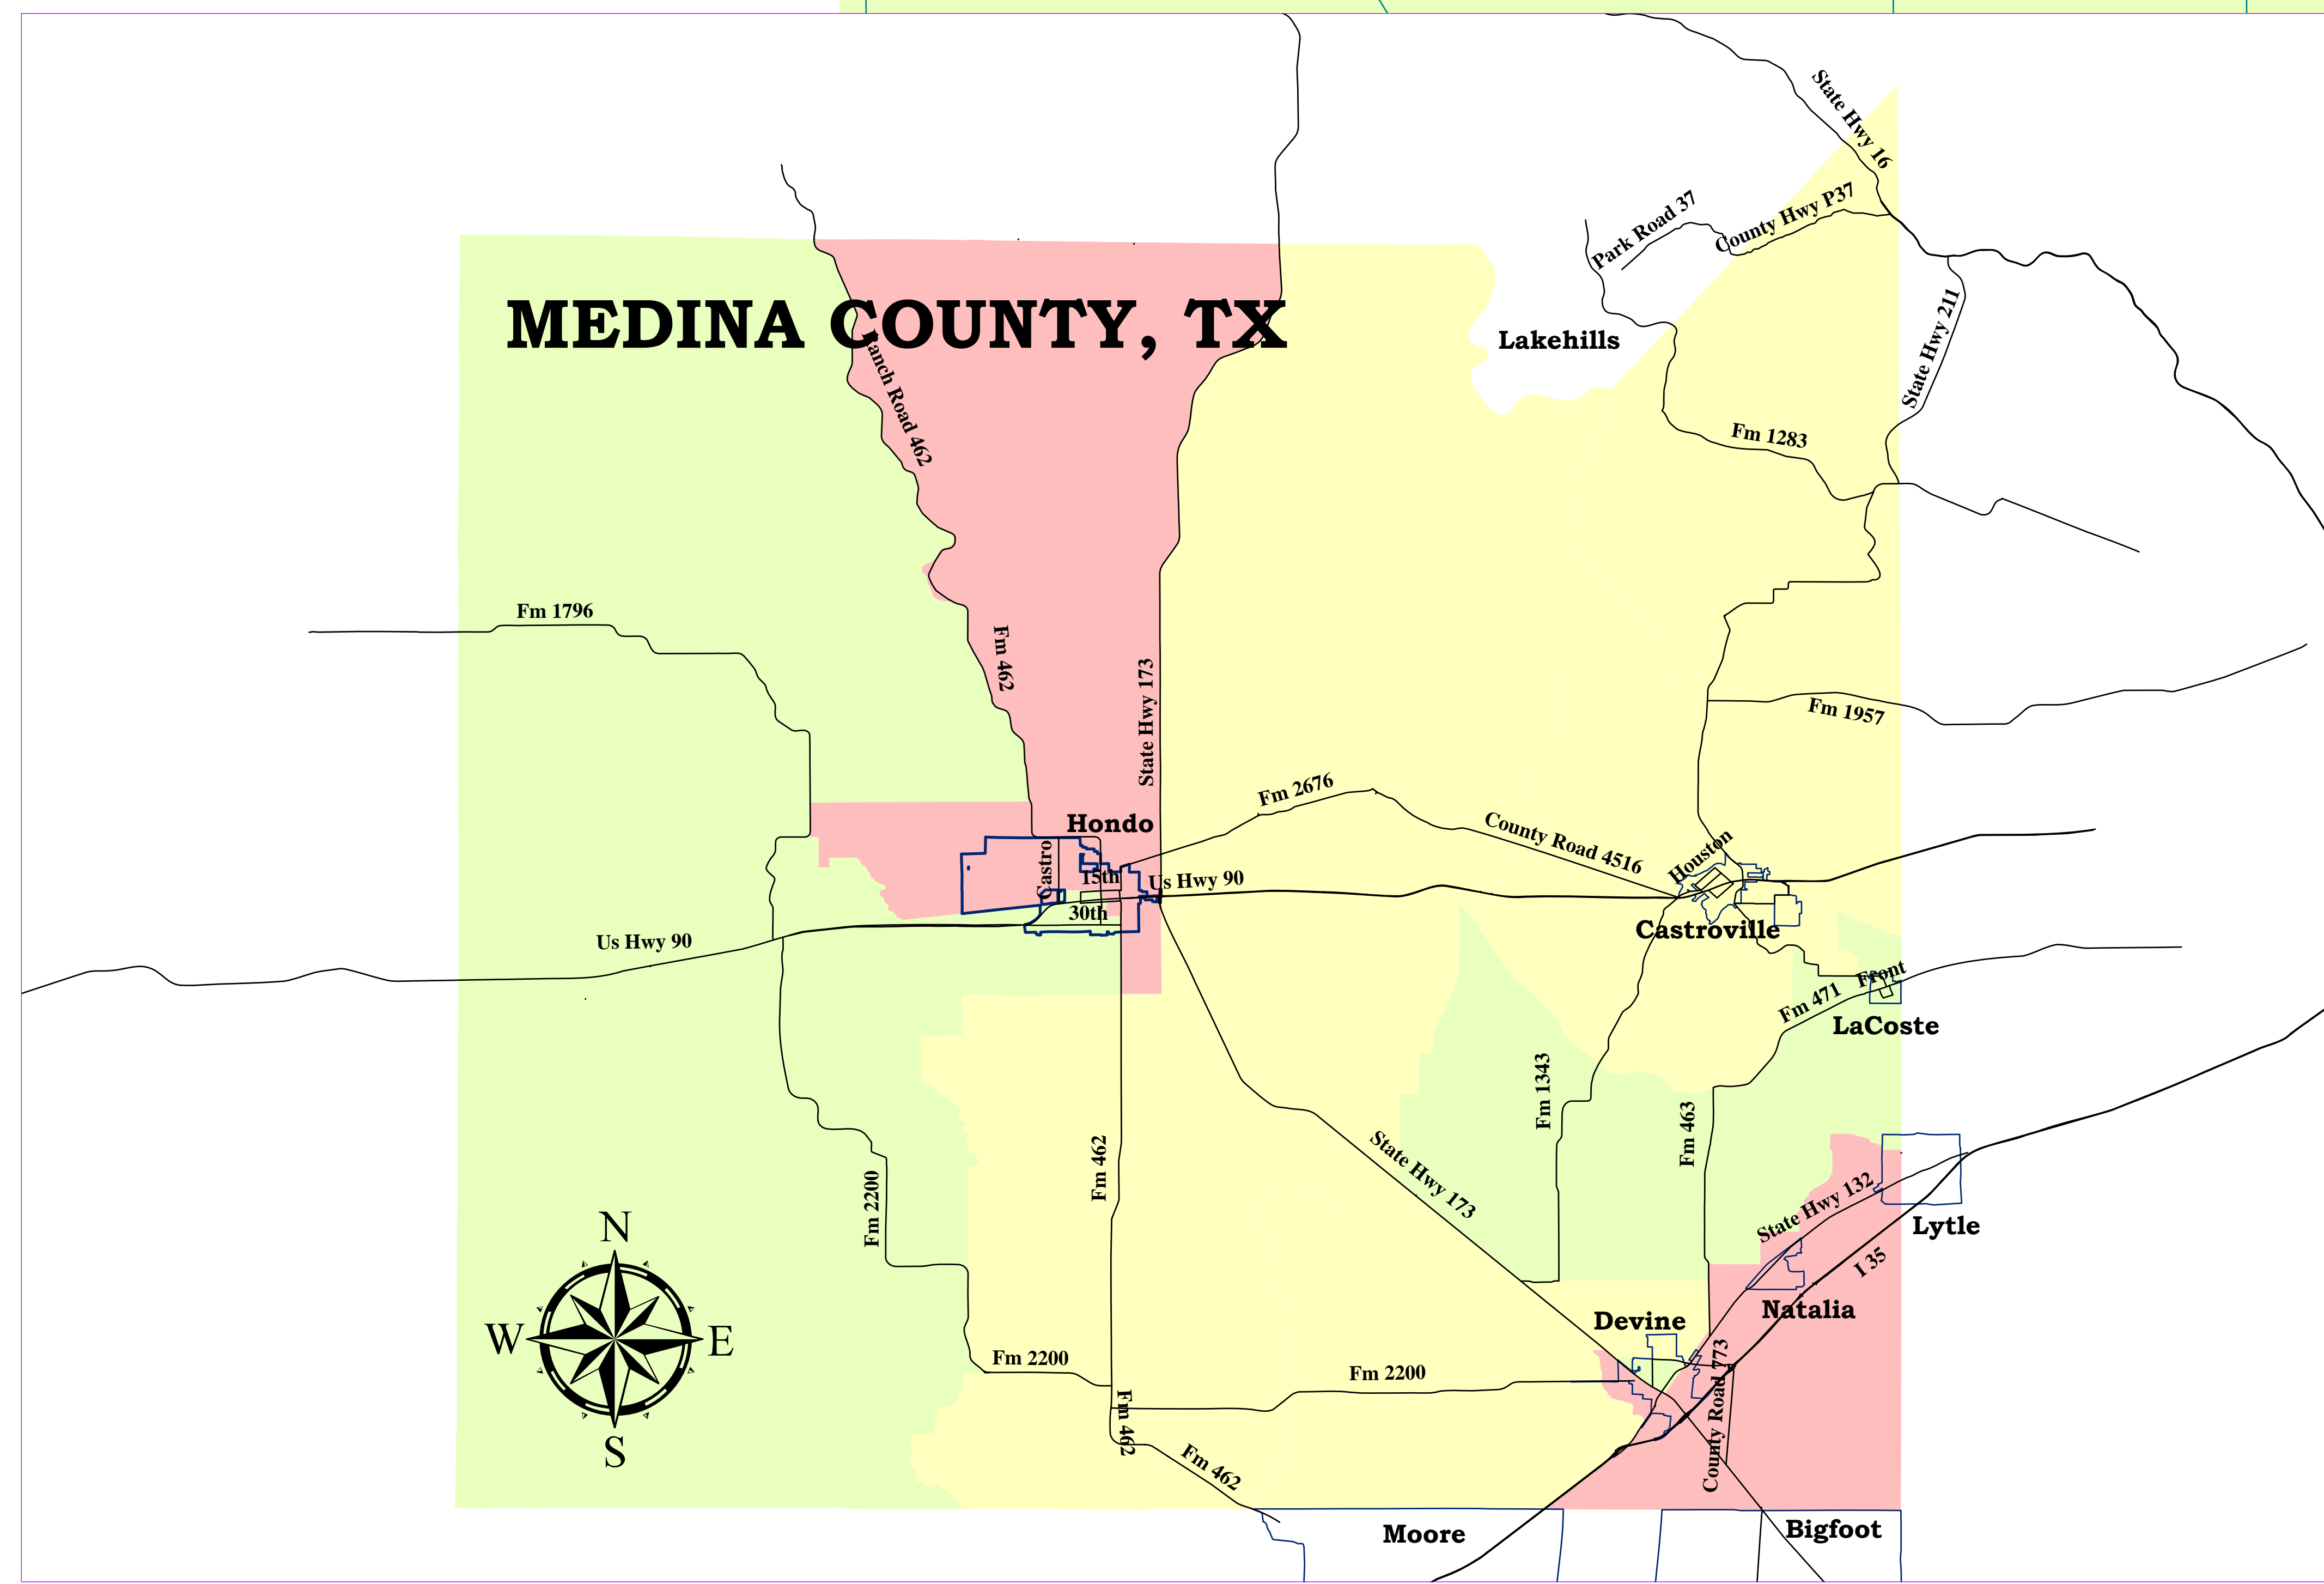 State Hwy 16
Park Road 37
County Hwy P37
MEDINA COUNTY, TX
Lakehills
State Hwy 211
Ranch Road 462
Fm 1283
Fm 1796
Fm 462
State Hwy 173
Fm 1957
Fm 2676
Hondo
County Road 4516
Houston
Castro
15th
Us Hwy 90
30th
Us Hwy 90
Castroville
Front
Fm 471
LaCoste
Fm 1343
Fm 463
Fm 462
State Hwy 173
Fm 2200
State Hwy 132
Lytle
N
W
E
S
I 35
Natalia
Devine
Fm 2200
Fm 2200
County Road 773
Fm 462
Fm 462
Moore
Bigfoot